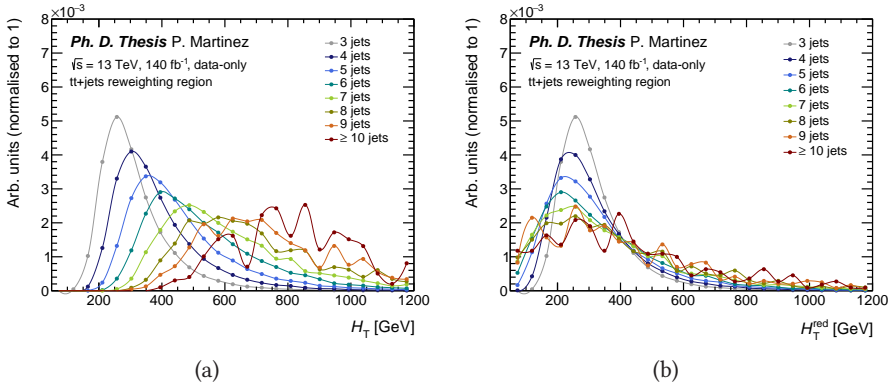 8 ×10⁻³
Arb. units (normalised to 1)
7
6
5
4
3
2
1
0
Ph. D. Thesis P. Martinez
√s = 13 TeV, 140 fb⁻¹, data-only
tt+jets reweighting region
3 jets
4 jets
5 jets
6 jets
7 jets
8 jets
9 jets
≥ 10 jets
200 400 600 800 1000 1200
H_T [GeV]
(a)
8 ×10⁻³
Arb. units (normalised to 1)
7
6
5
4
3
2
1
0
Ph. D. Thesis P. Martinez
√s = 13 TeV, 140 fb⁻¹, data-only
tt+jets reweighting region
3 jets
4 jets
5 jets
6 jets
7 jets
8 jets
9 jets
≥ 10 jets
200 400 600 800 1000 1200
H_T^red [GeV]
(b)